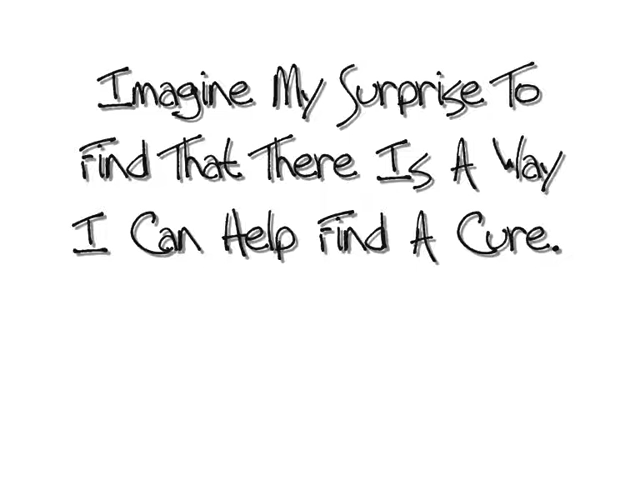 Imagine My Surprise To
Find That There Is A Way
I Can Help Find A Cure.